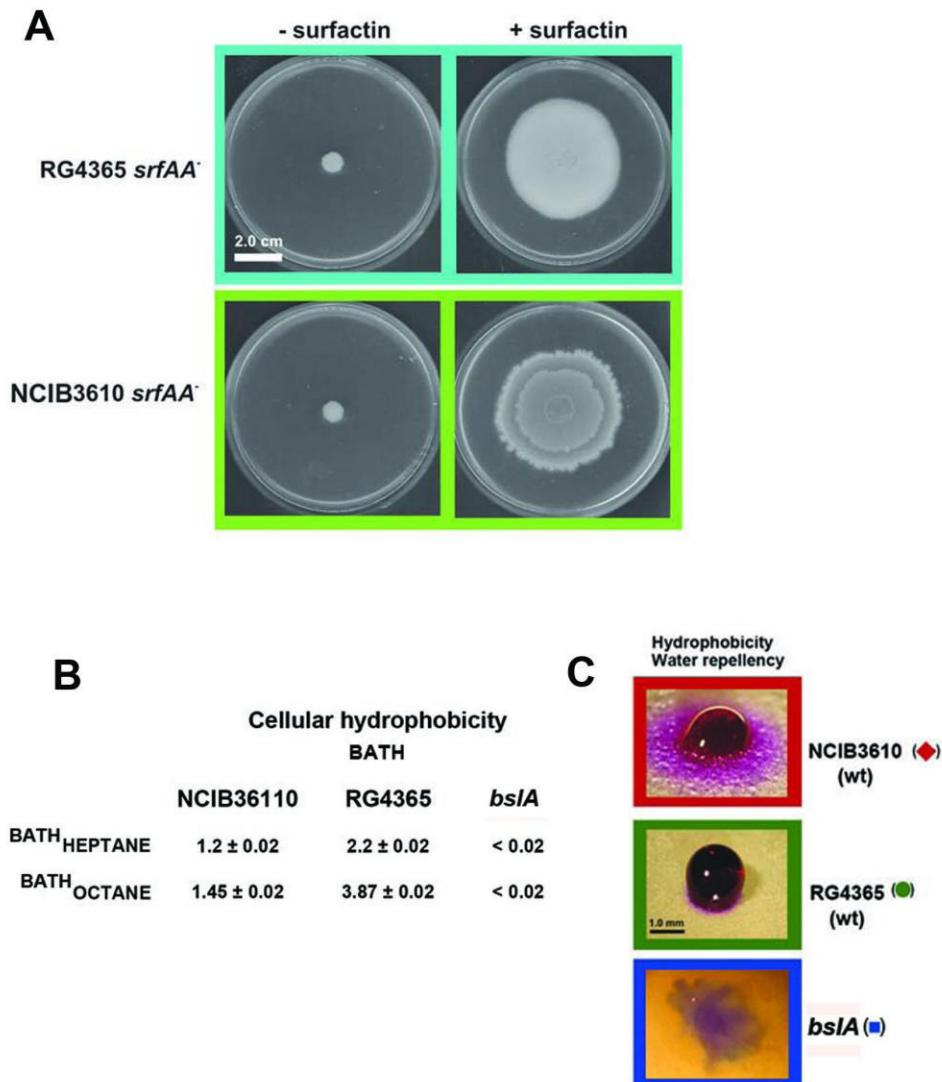 A
- surfactin + surfactin
RG4365 srfAA-
2.0 cm
NCIB3610 srfAA-
B
Cellular hydrophobicity
BATH
NCIB36110 RG4365 bslA
BATH HEPTANE 1.2 ± 0.02 2.2 ± 0.02 < 0.02
BATH OCTANE 1.45 ± 0.02 3.87 ± 0.02 < 0.02
C
Hydrophobicity
Water repellency
NCIB3610 (◆)
(wt)
RG4365 (●)
(wt)
1.0 mm
bslA (■)